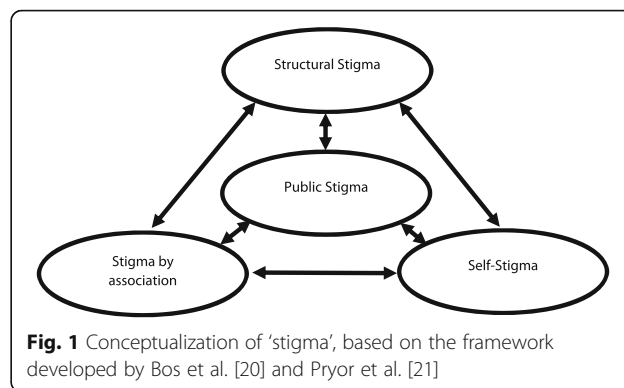 Structural Stigma
Public Stigma
Stigma by
association
Self-Stigma
Fig. 1 Conceptualization of ‘stigma’, based on the framework
developed by Bos et al. [20] and Pryor et al. [21]